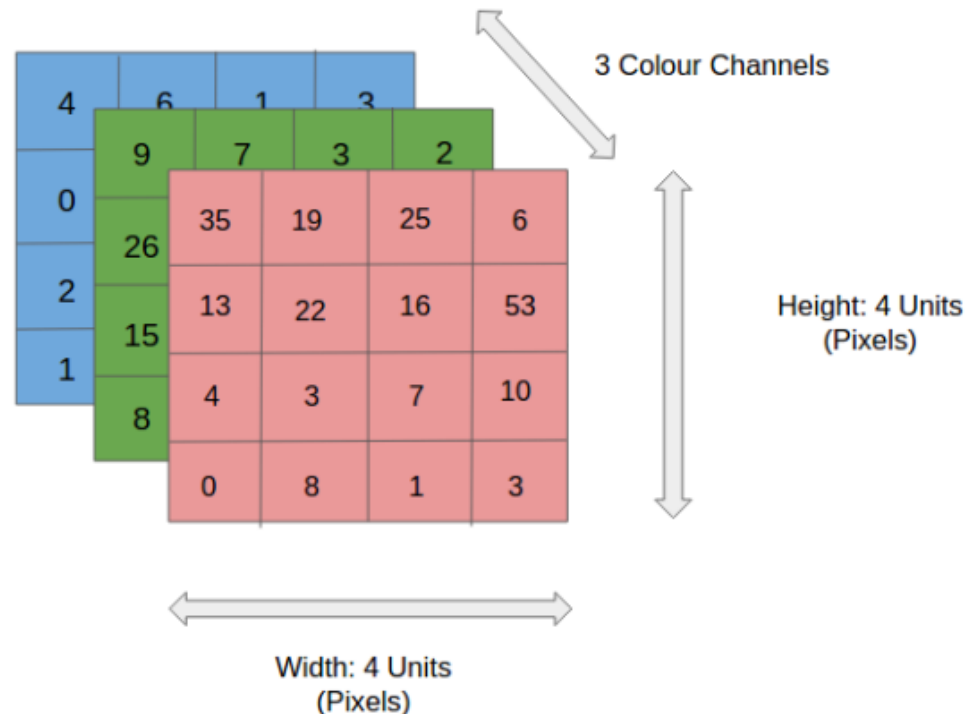 3 Colour Channels
4 6 1 3
9 7 3 2
0
35 19 25 6
26
2
13 22 16 53
Height: 4 Units
(Pixels)
15
1
4 3 7 10
8
0 8 1 3
Width: 4 Units
(Pixels)